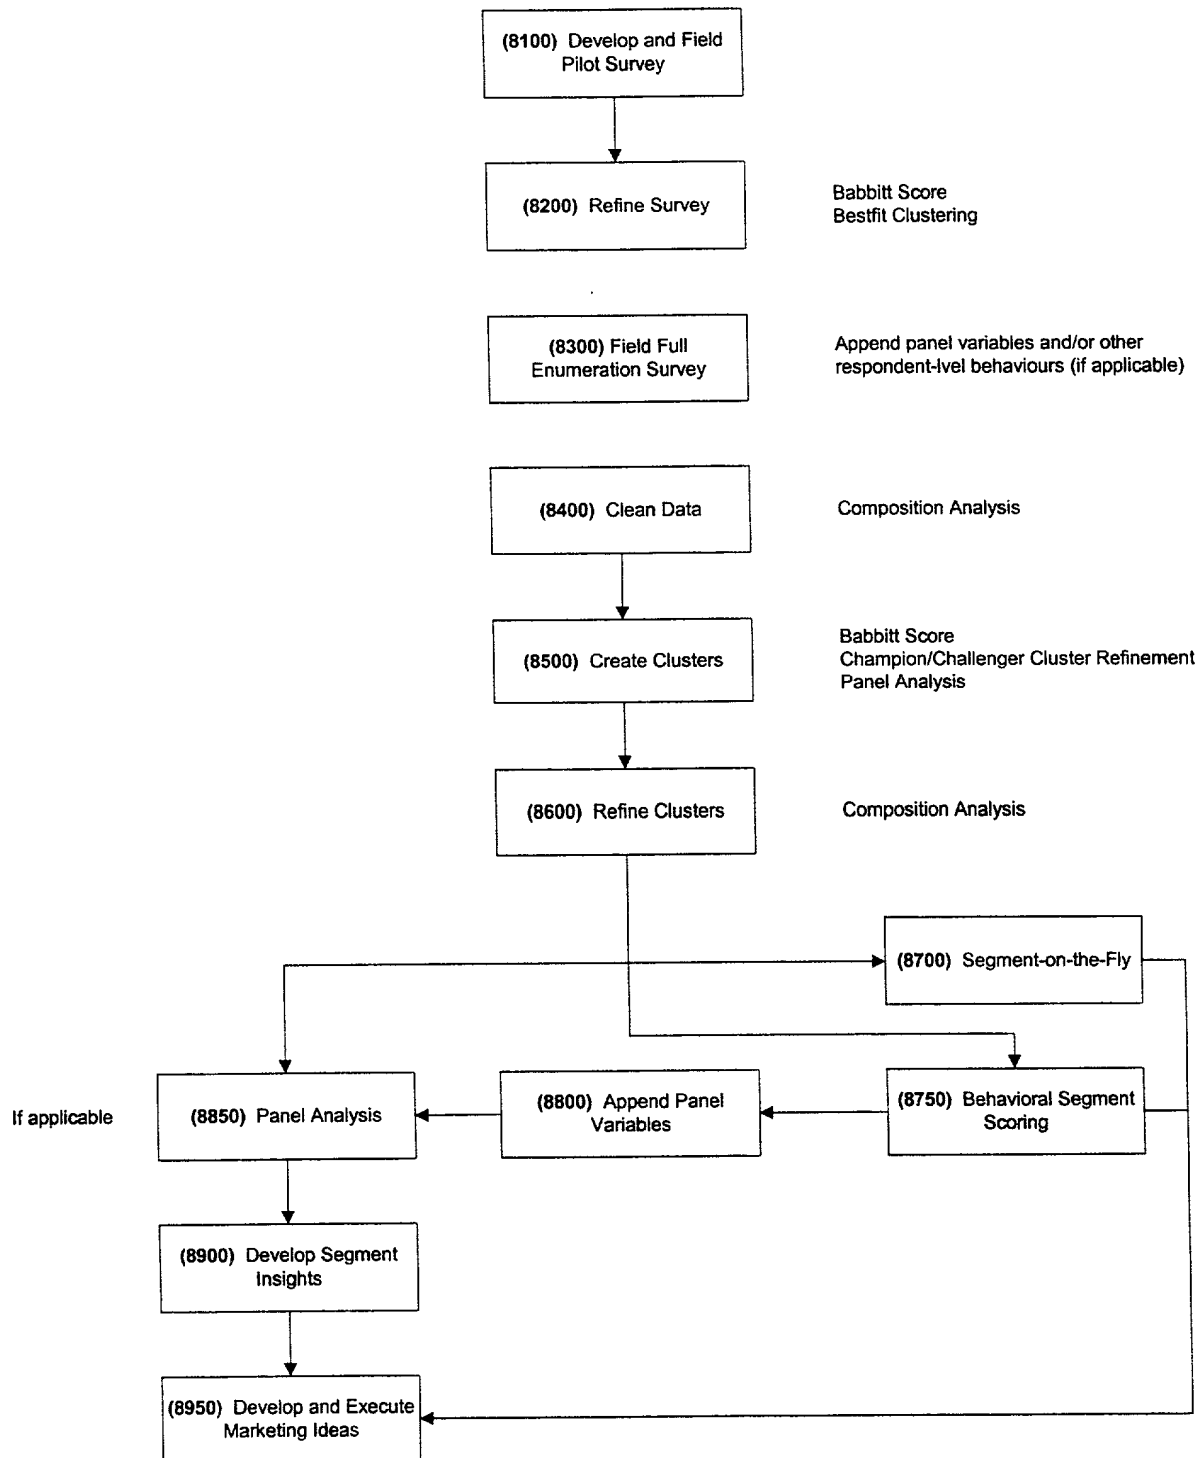 (8100) Develop and Field
Pilot Survey
(8200) Refine Survey
Babbitt Score
Bestfit Clustering
(8300) Field Full
Enumeration Survey
Append panel variables and/or other
respondent-lvel behaviours (if applicable)
(8400) Clean Data
Composition Analysis
(8500) Create Clusters
Babbitt Score
Champion/Challenger Cluster Refinement
Panel Analysis
(8600) Refine Clusters
Composition Analysis
(8700) Segment-on-the-Fly
If applicable
(8850) Panel Analysis
(8800) Append Panel
Variables
(8750) Behavioral Segment
Scoring
(8900) Develop Segment
Insights
(8950) Develop and Execute
Marketing Ideas